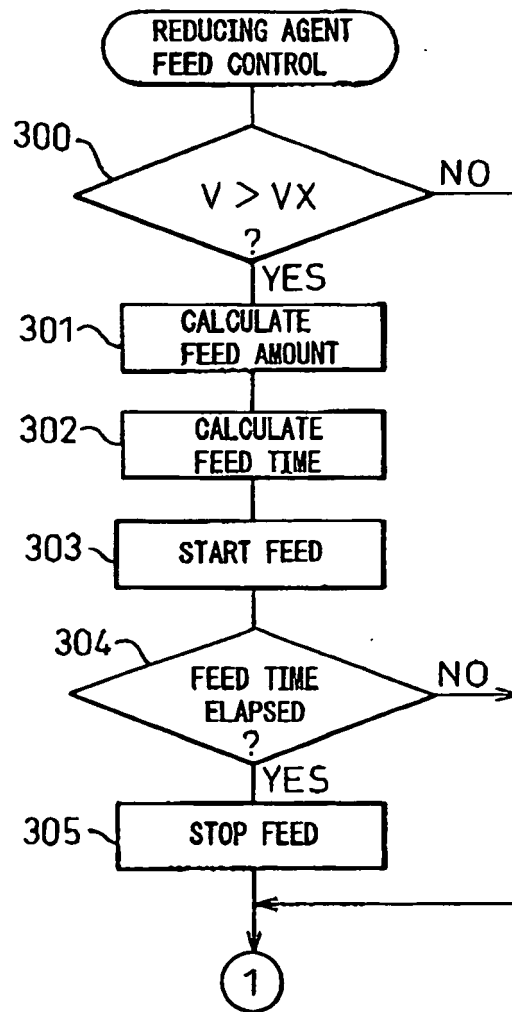 REDUCING AGENT
FEED CONTROL
300
V > VX
?
NO
YES
301
CALCULATE
FEED AMOUNT
302
CALCULATE
FEED TIME
303
START FEED
304
FEED TIME
ELAPSED
?
NO
YES
305
STOP FEED
1